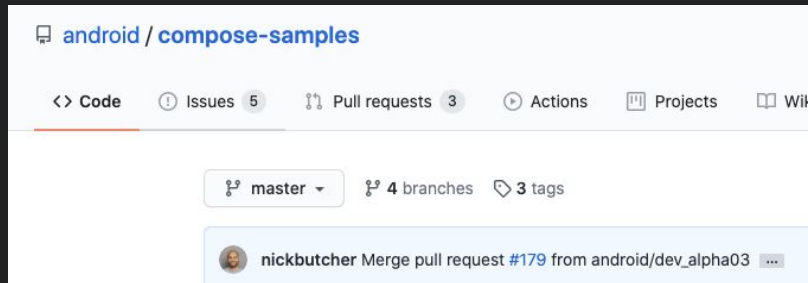 android / compose-samples
<> Code Issues 5 Pull requests 3 Actions Projects Wik
master 4 branches 3 tags
nickbutcher Merge pull request #179 from android/dev_alpha03 ...